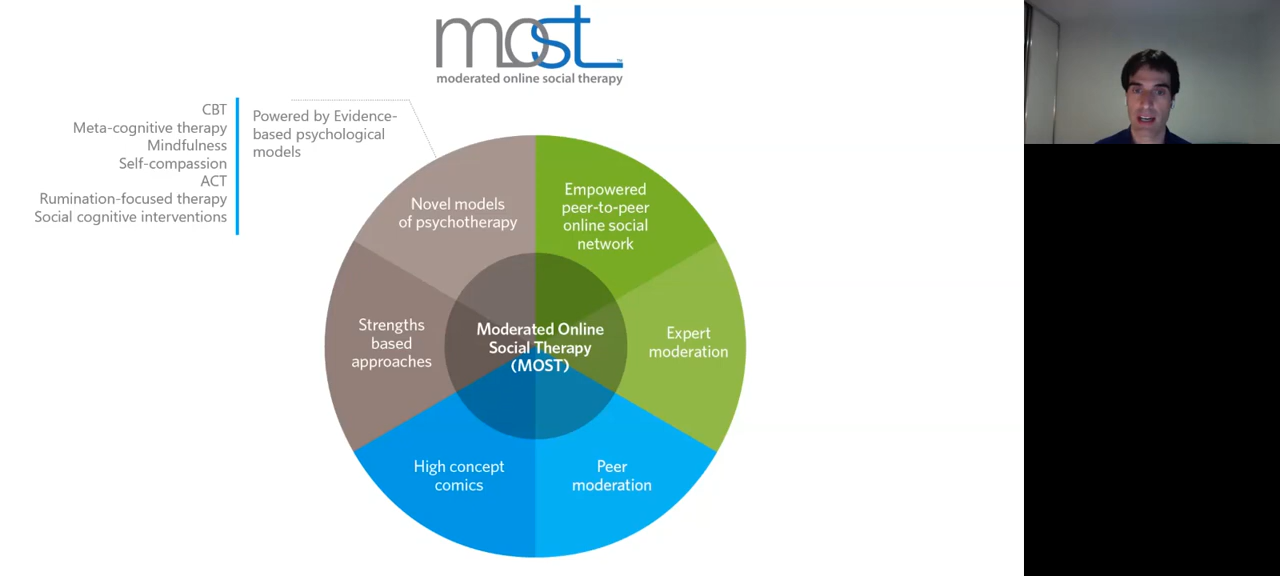 most
TM
moderated online social therapy
CBT
Meta-cognitive therapy
Mindfulness
Self-compassion
ACT
Rumination-focused therapy
Social cognitive interventions
Powered by Evidence-
based psychological
models
Novel models
of psychotherapy
Empowered
peer-to-peer
online social
network
Strengths
based
approaches
Moderated Online
Social Therapy
(MOST)
Expert
moderation
High concept
comics
Peer
moderation